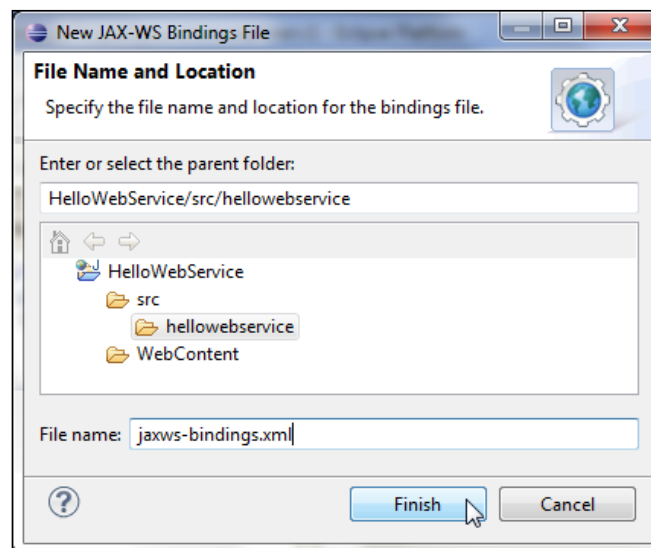 New JAX-WS Bindings File
File Name and Location
Specify the file name and location for the bindings file.
Enter or select the parent folder:
HelloWebService/src/hellowebservice
HelloWebService
src
hellowebservice
WebContent
File name: jaxws-bindings.xml
? Finish Cancel